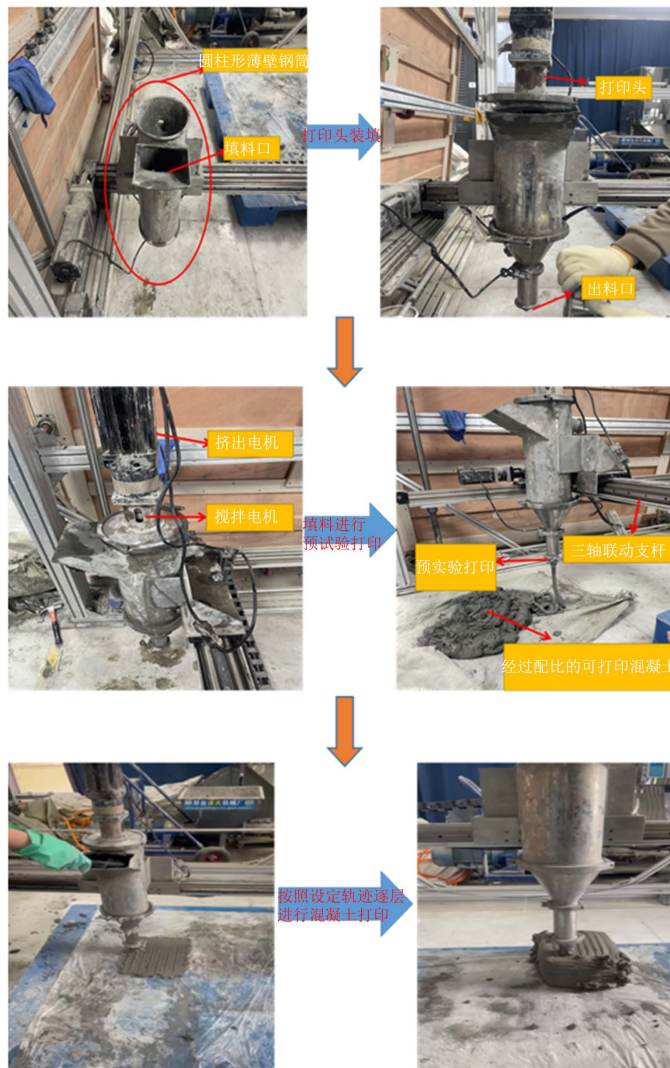 圆柱形薄壁钢筒
打印头
打印头装填
填料口
出料口
挤出电机
搅拌电机
填料进行
预试验打印
三轴联动支杆
预实验打印
经过配比的可打印混凝土
按照设定轨迹逐层
进行混凝土打印